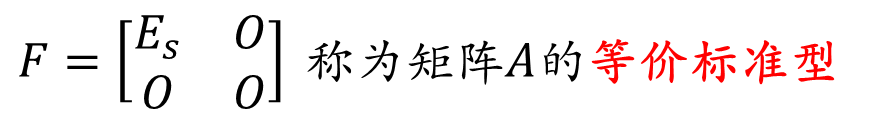 F = [E_s O; O O] 称为矩阵A的等价标准型